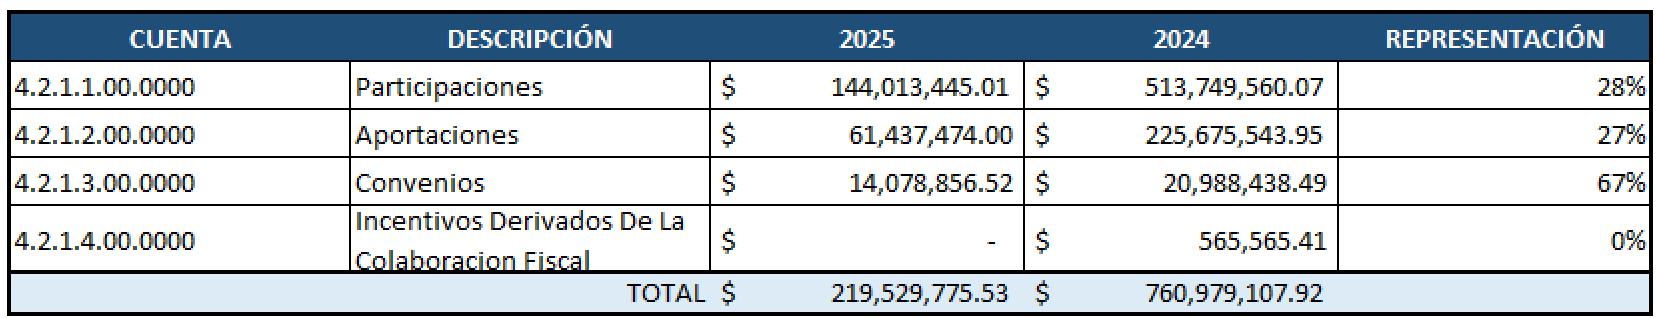 CUENTA DESCRIPCIÓN 2025 2024 REPRESENTACIÓN
4.2.1.1.00.0000 Participaciones $ 144,013,445.01 $ 513,749,560.07 28%
4.2.1.2.00.0000 Aportaciones $ 61,437,474.00 $ 225,675,543.95 27%
4.2.1.3.00.0000 Convenios $ 14,078,856.52 $ 20,988,438.49 67%
4.2.1.4.00.0000 Incentivos Derivados De La
Colaboracion Fiscal $ - $ 565,565.41 0%
TOTAL $ 219,529,775.53 $ 760,979,107.92